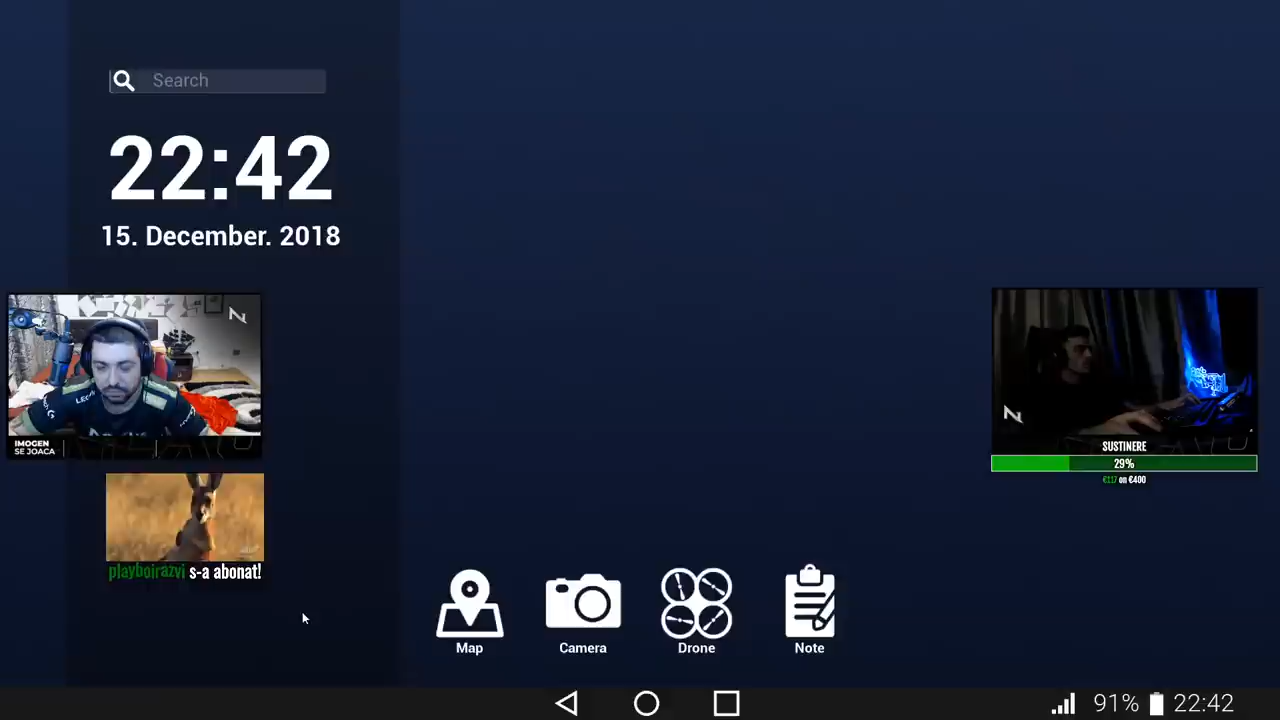 Search
22:42
15. December. 2018
IMOGEN
SE JOACA
SUSTINERE
29%
€117 on €400
playboirazvi s-a abonat!
Map
Camera
Drone
Note
91%
22:42